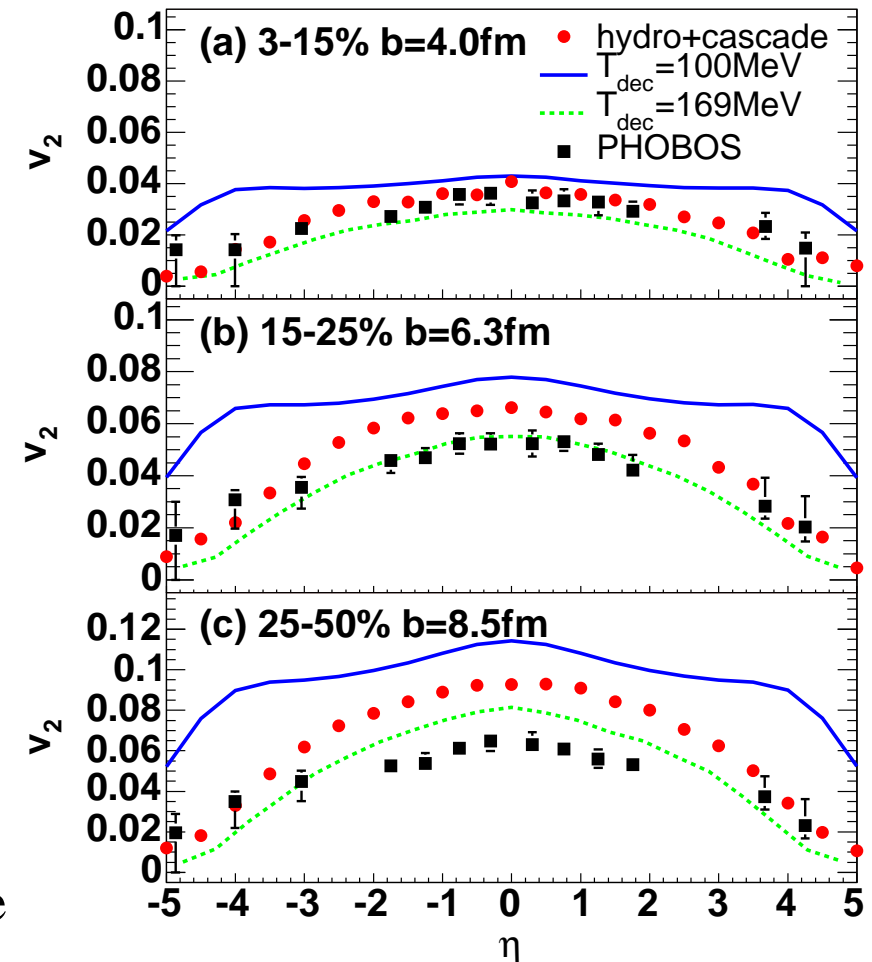 (a) 3-15% b=4.0fm
hydro+cascade
T_dec=100MeV
T_dec=169MeV
PHOBOS
v_2
0.1
0.08
0.06
0.04
0.02
0
(b) 15-25% b=6.3fm
v_2
0.1
0.08
0.06
0.04
0.02
0
(c) 25-50% b=8.5fm
v_2
0.12
0.1
0.08
0.06
0.04
0.02
0
-5 -4 -3 -2 -1 0 1 2 3 4 5
η
e